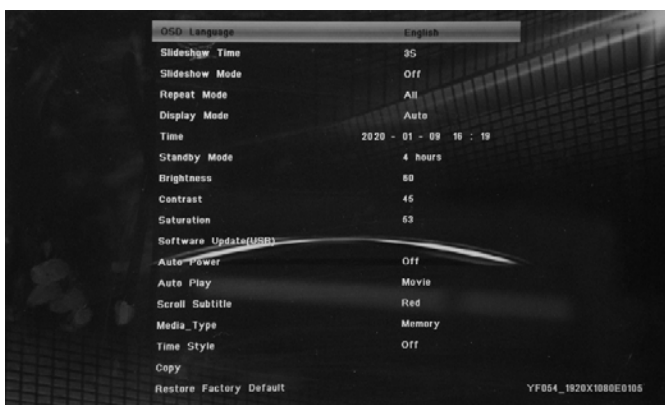 OSD Language English
Slideshow Time 3S
Slideshow Mode Off
Repeat Mode All
Display Mode Auto
Time 2020 - 01 - 09 16 : 19
Standby Mode 4 hours
Brightness 60
Contrast 45
Saturation 53
Software Update(USB)
Auto Power Off
Auto Play Movie
Scroll Subtitle Red
Media_Type Memory
Time Style Off
Copy
Restore Factory Default YF054_1920X1080E0105